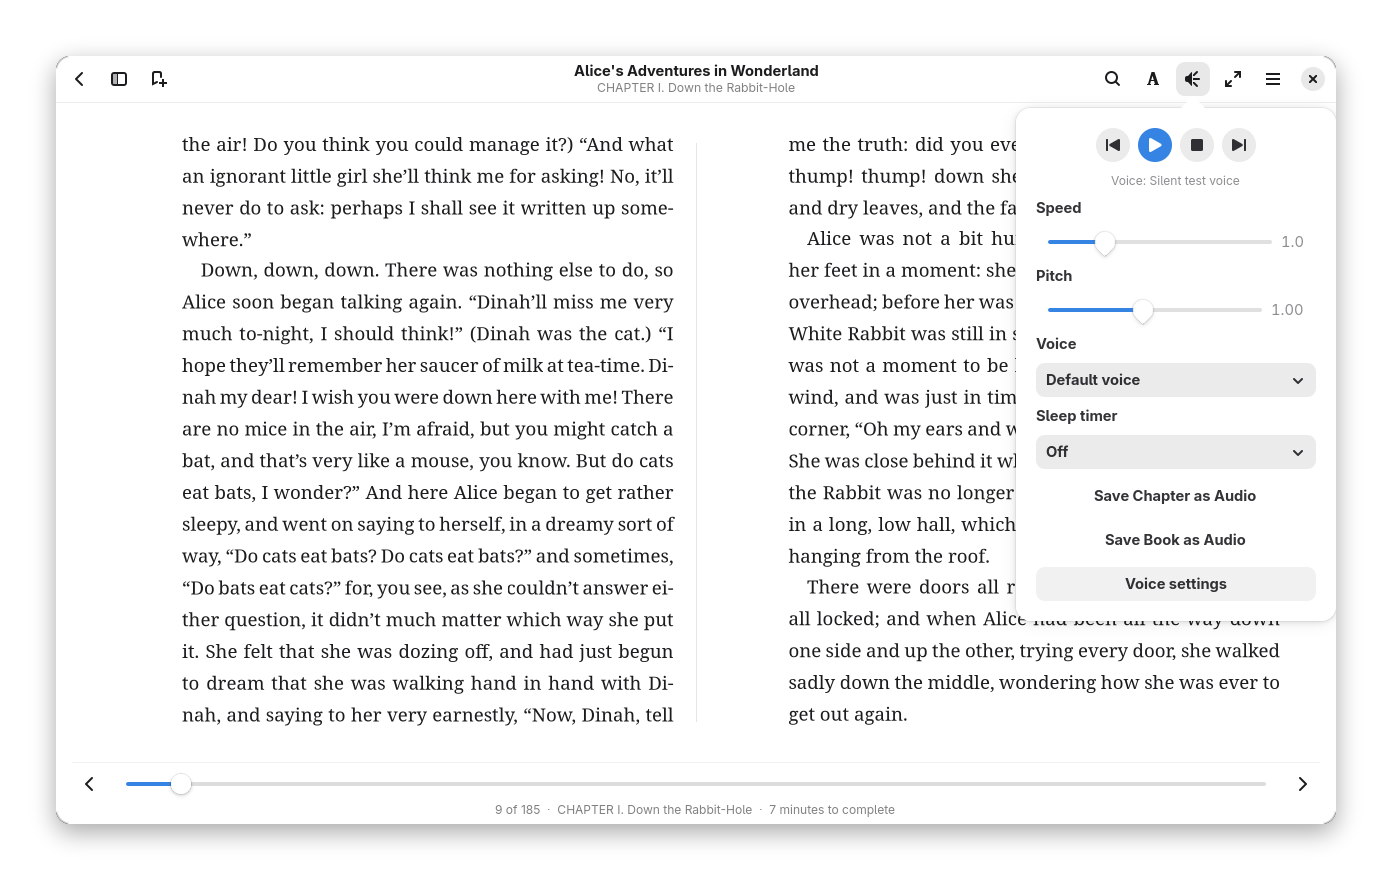 Alice's Adventures in Wonderland
CHAPTER I. Down the Rabbit-Hole
A
the air! Do you think you could manage it?) “And what
an ignorant little girl she’ll think me for asking! No, it’ll
never do to ask: perhaps I shall see it written up some-
where.”
Down, down, down. There was nothing else to do, so
Alice soon began talking again. “Dinah’ll miss me very
much to-night, I should think!” (Dinah was the cat.) “I
hope they’ll remember her saucer of milk at tea-time. Di-
nah my dear! I wish you were down here with me! There
are no mice in the air, I’m afraid, but you might catch a
bat, and that’s very like a mouse, you know. But do cats
eat bats, I wonder?” And here Alice began to get rather
sleepy, and went on saying to herself, in a dreamy sort of
way, “Do cats eat bats? Do cats eat bats?” and sometimes,
“Do bats eat cats?” for, you see, as she couldn’t answer ei-
ther question, it didn’t much matter which way she put
it. She felt that she was dozing off, and had just begun
to dream that she was walking hand in hand with Di-
nah, and saying to her very earnestly, “Now, Dinah, tell
me the truth: did you eve
thump! thump! down she
and dry leaves, and the fa
Alice was not a bit hu
her feet in a moment: she
overhead; before her was
White Rabbit was still in s
was not a moment to be
wind, and was just in tim
corner, “Oh my ears and w
She was close behind it wh
the Rabbit was no longer
in a long, low hall, which
hanging from the roof.
There were doors all r
all locked; and when Alice had been all the way down
one side and up the other, trying every door, she walked
sadly down the middle, wondering how she was ever to
get out again.
Voice: Silent test voice
Speed
1.0
Pitch
1.00
Voice
Default voice
Sleep timer
Off
Save Chapter as Audio
Save Book as Audio
Voice settings
9 of 185 · CHAPTER I. Down the Rabbit-Hole · 7 minutes to complete